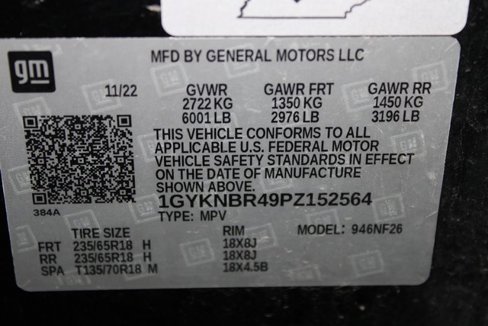 gm
MFD BY GENERAL MOTORS LLC
11/22 GVWR GAWR FRT GAWR RR
2722 KG 1350 KG 1450 KG
6001 LB 2976 LB 3196 LB
THIS VEHICLE CONFORMS TO ALL
APPLICABLE U.S. FEDERAL MOTOR
VEHICLE SAFETY STANDARDS IN EFFECT
ON THE DATE OF MANUFACTURE
SHOWN ABOVE.
1GYKNBR49PZ152564
384A
TYPE: MPV
TIRE SIZE RIM MODEL: 946NF26
FRT 235/65R18 H 18X8J
RR 235/65R18 H 18X8J
SPA T135/70R18 M 18X4.5B